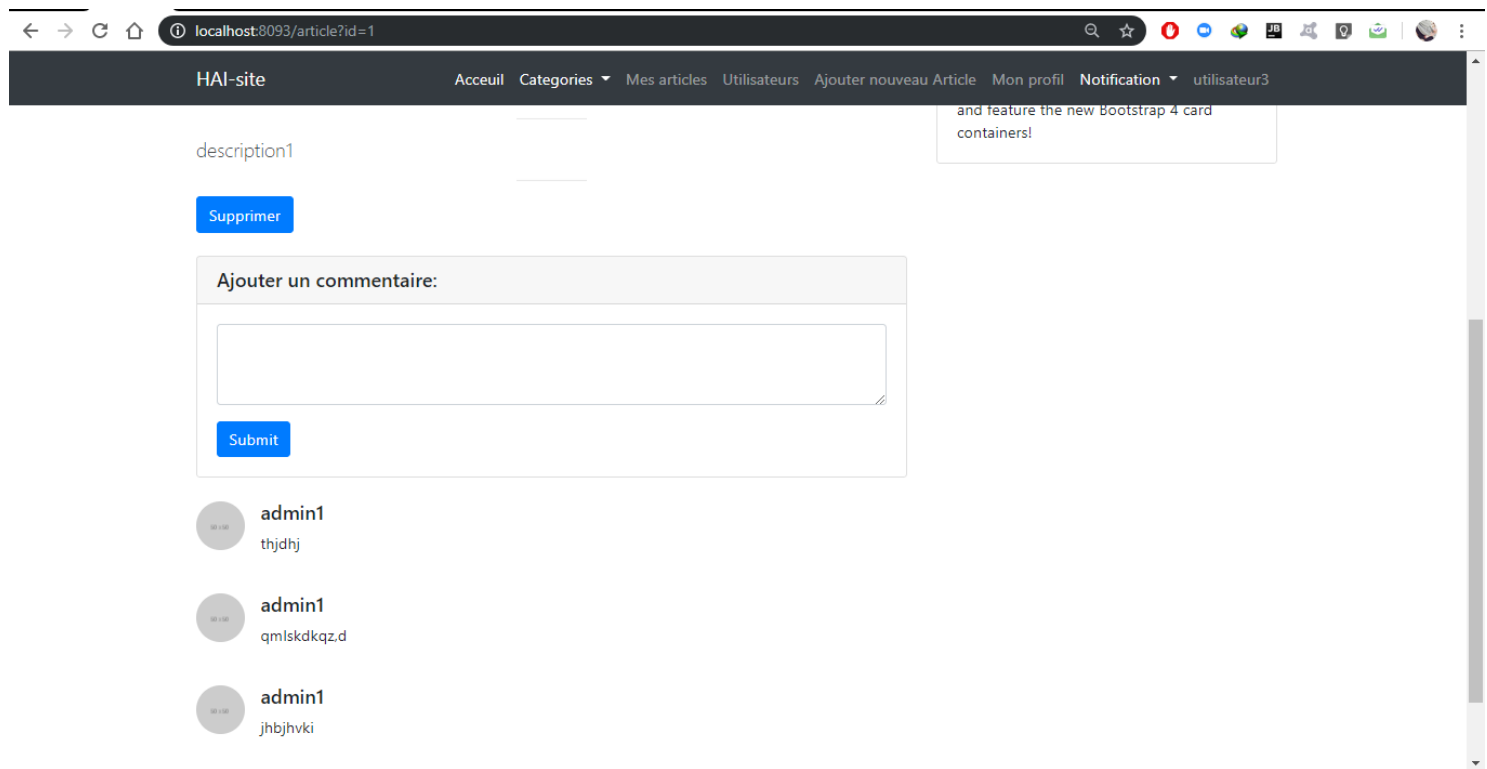 localhost:8093/article?id=1
HAI-site Acceuil Categories Mes articles Utilisateurs Ajouter nouveau Article Mon profil Notification utilisateur3
and feature the new Bootstrap 4 card
containers!
description1
Supprimer
Ajouter un commentaire:
Submit
admin1
thjdhj
admin1
qmlskdkqz,d
admin1
jhbjhvki